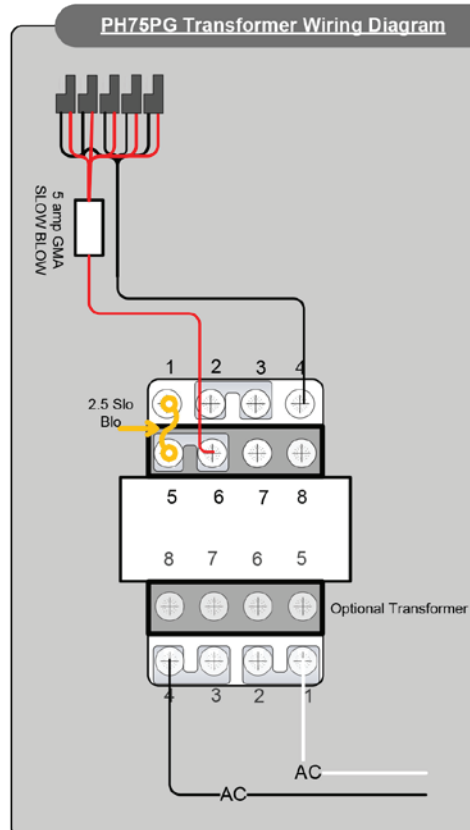 PH75PG Transformer Wiring Diagram
5 amp GMA
SLOW BLOW
1 2 3 4
2.5 Slo
Blo
5 6 7 8
8 7 6 5
Optional Transformer
4 3 2 1
AC
AC